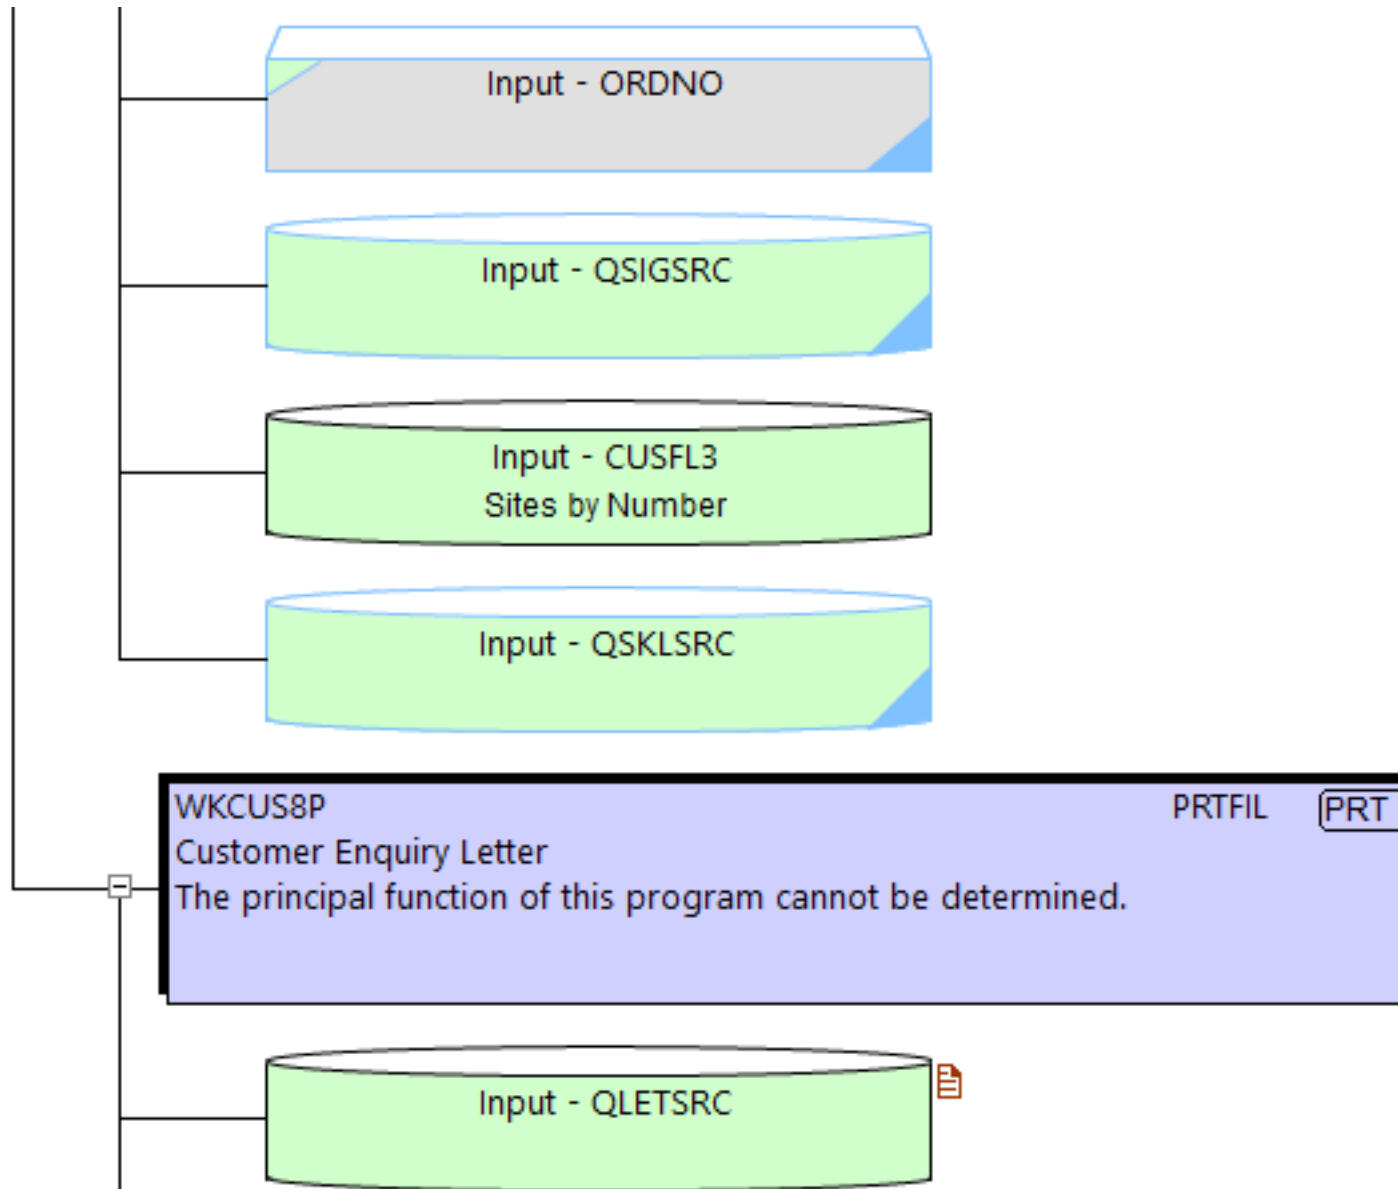 Input - ORDNO
Input - QSIGSRC
Input - CUSFL3
Sites by Number
Input - QSKLSRC
WKCUS8P PRTFIL PRT
Customer Enquiry Letter
The principal function of this program cannot be determined.
Input - QLETSRC